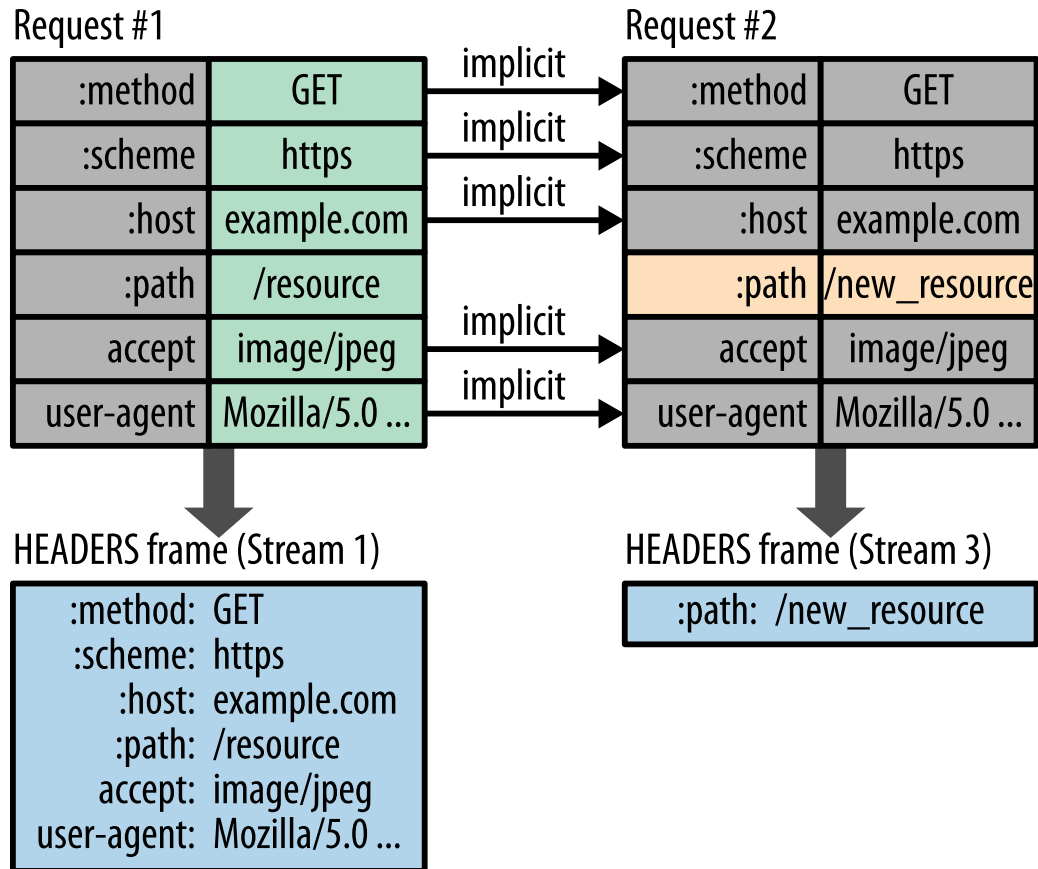 Request #1
:method GET
:scheme https
:host example.com
:path /resource
accept image/jpeg
user-agent Mozilla/5.0 ...
implicit
implicit
implicit
implicit
implicit
Request #2
:method GET
:scheme https
:host example.com
:path /new_resource
accept image/jpeg
user-agent Mozilla/5.0 ...
HEADERS frame (Stream 1)
:method: GET
:scheme: https
:host: example.com
:path: /resource
accept: image/jpeg
user-agent: Mozilla/5.0 ...
HEADERS frame (Stream 3)
:path: /new_resource